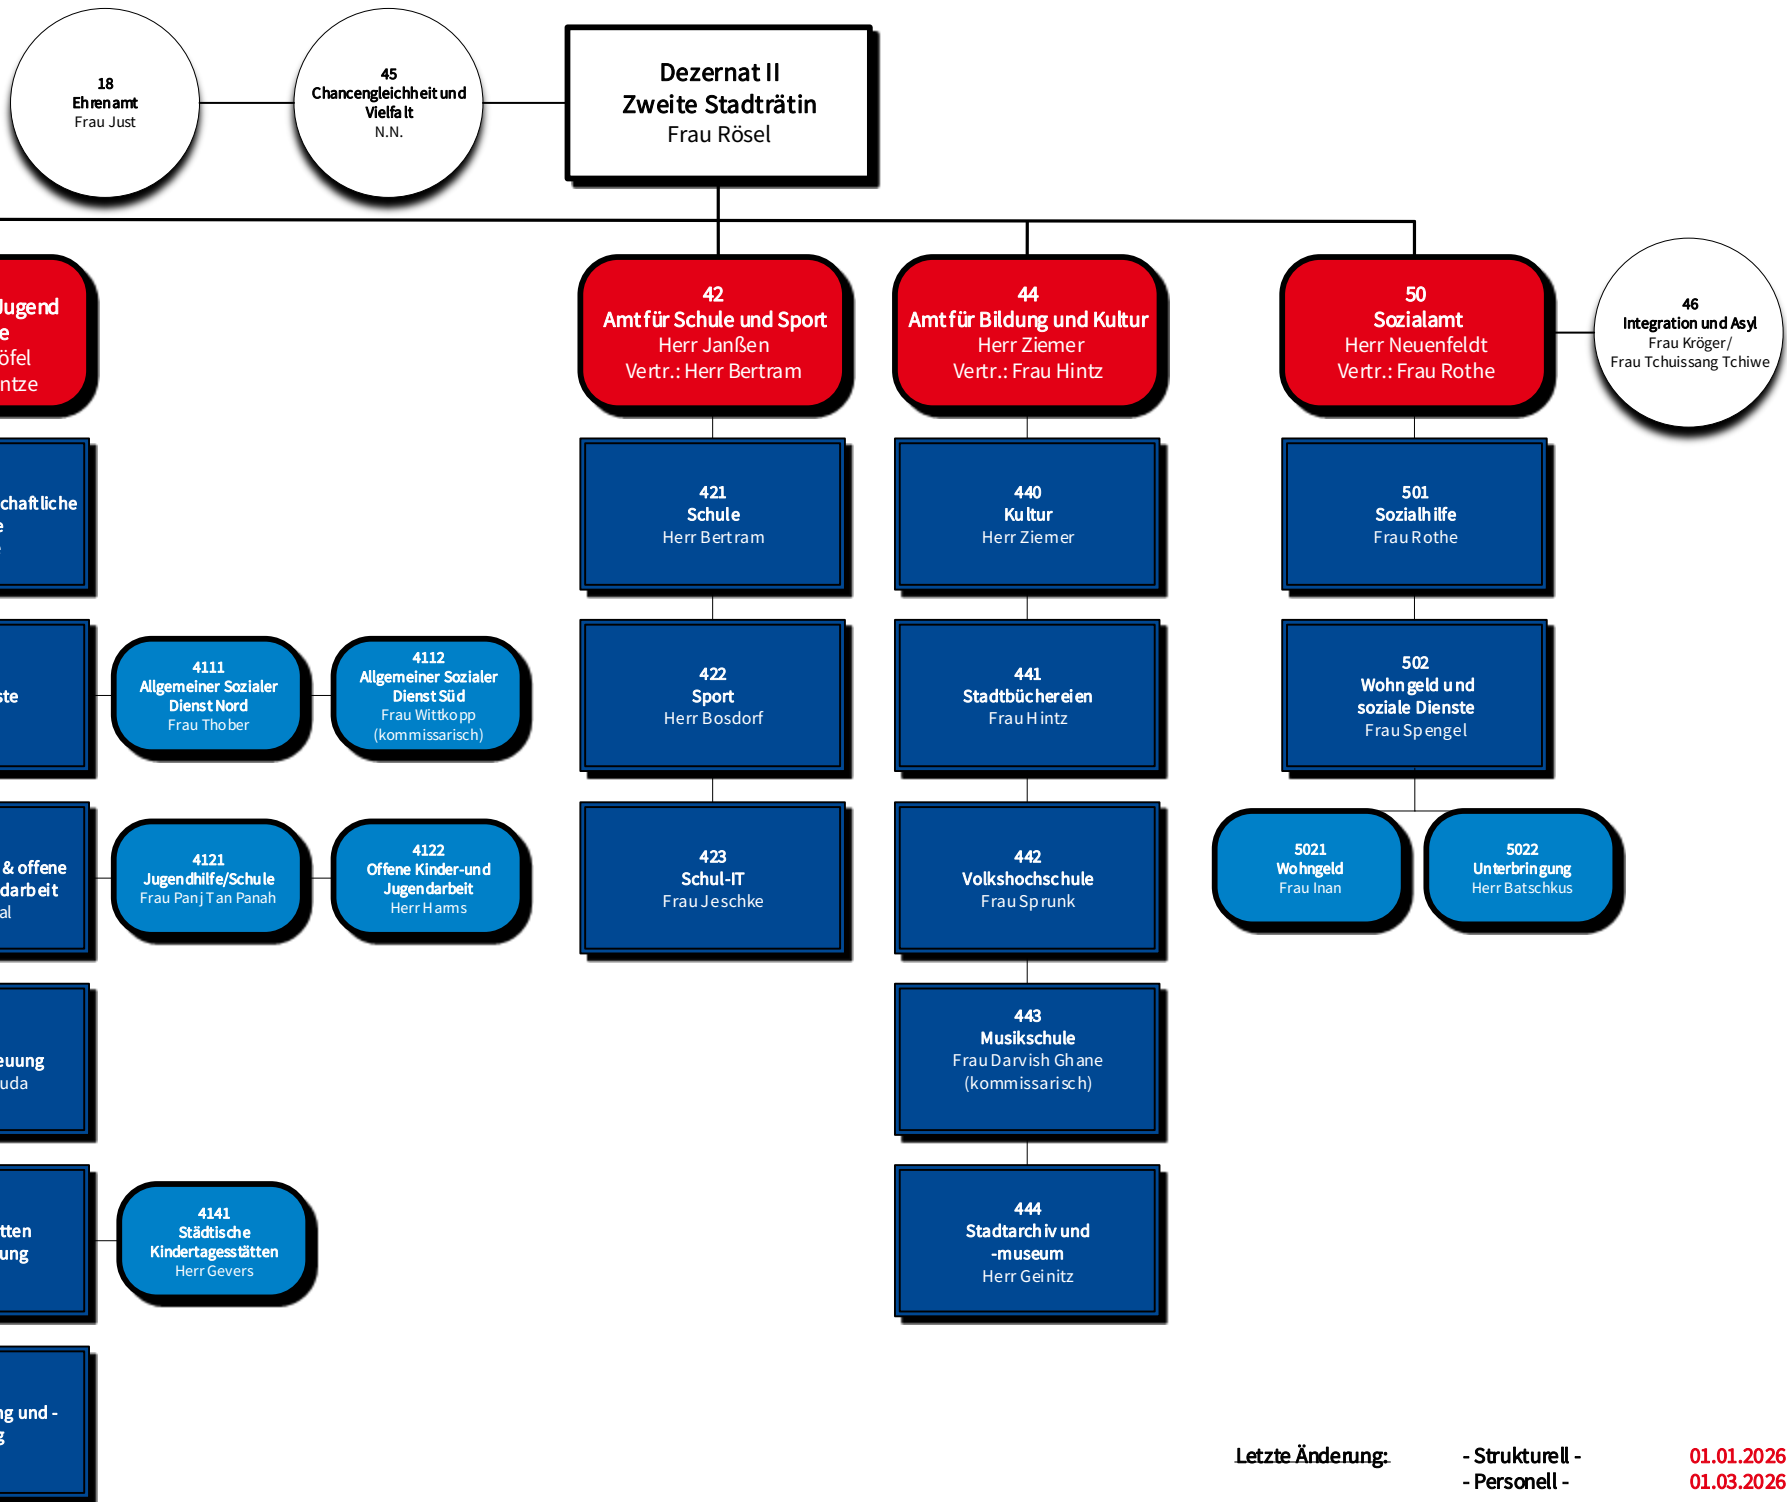 18
Ehrenamt
Frau Just
45
Chancengleichheit und
Vielfalt
N.N.
Dezernat II
Zweite Stadträtin
Frau Rösel
Jugend
42
Amt für Schule und Sport
Herr Janßen
Vertr.: Herr Bertram
44
Amt für Bildung und Kultur
Herr Ziemer
Vertr.: Frau Hintz
50
Sozialamt
Herr Neuenfeldt
Vertr.: Frau Rothe
46
Integration und Asyl
Frau Kröger/
Frau Tchuissang Tchiwe
421
Schule
Herr Bertram
440
Kultur
Herr Ziemer
501
Sozialhilfe
Frau Rothe
4111
Allgemeiner Sozialer
Dienst Nord
Frau Thober
4112
Allgemeiner Sozialer
Dienst Süd
Frau Wittkopp
(kommissarisch)
422
Sport
Herr Bosdorf
441
Stadtbüchereien
Frau Hintz
502
Wohngeld und
soziale Dienste
Frau Spengel
& offene
4121
Jugendhilfe/Schule
Frau Panj Tan Panah
4122
Offene Kinder-und
Jugendarbeit
Herr Harms
423
Schul-IT
Frau Jeschke
442
Volkshochschule
Frau Sprunk
5021
Wohngeld
Frau Inan
5022
Unterbringung
Herr Batschkus
443
Musikschule
Frau Darvish Ghane
(kommissarisch)
4141
Städtische
Kindertagesstätten
Herr Gevers
444
Stadtarchiv und
-museum
Herr Geinitz
und -
Letzte Änderung: - Strukturell - 01.01.2026
- Personell - 01.03.2026